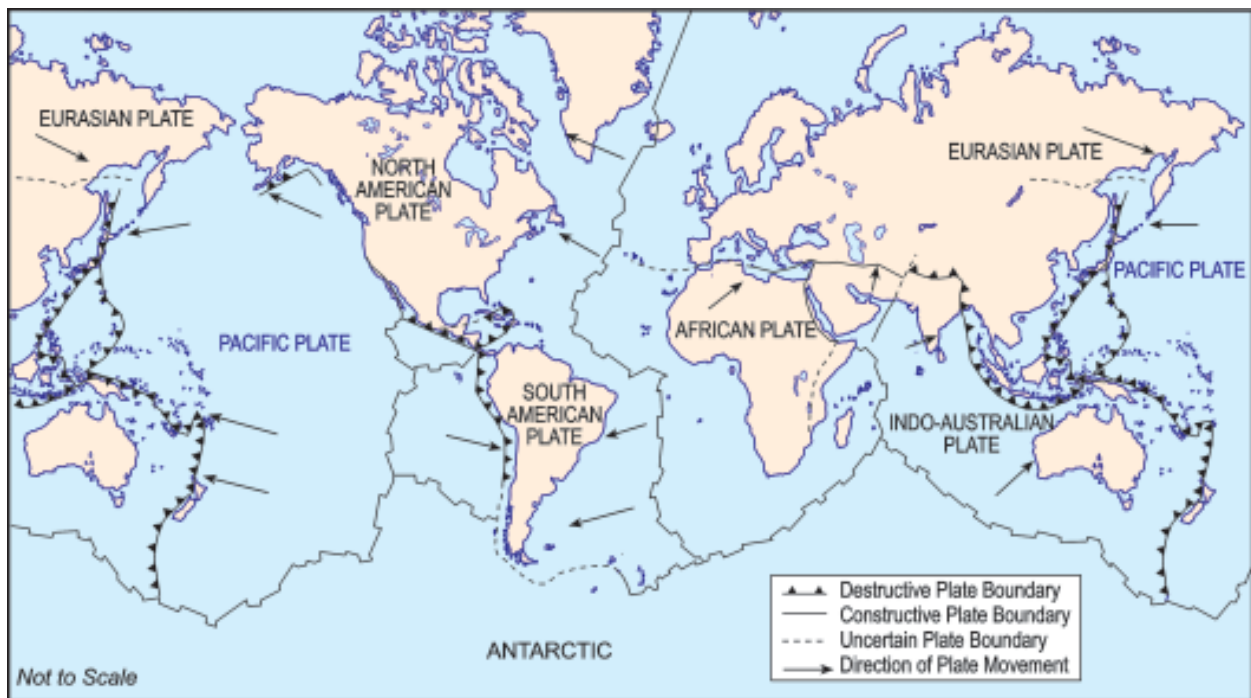 EURASIAN PLATE
NORTH
AMERICAN
PLATE
EURASIAN PLATE
PACIFIC PLATE
PACIFIC PLATE
AFRICAN PLATE
SOUTH
AMERICAN
PLATE
INDO-AUSTRALIAN
PLATE
ANTARCTIC
Destructive Plate Boundary
Constructive Plate Boundary
Uncertain Plate Boundary
Direction of Plate Movement
Not to Scale